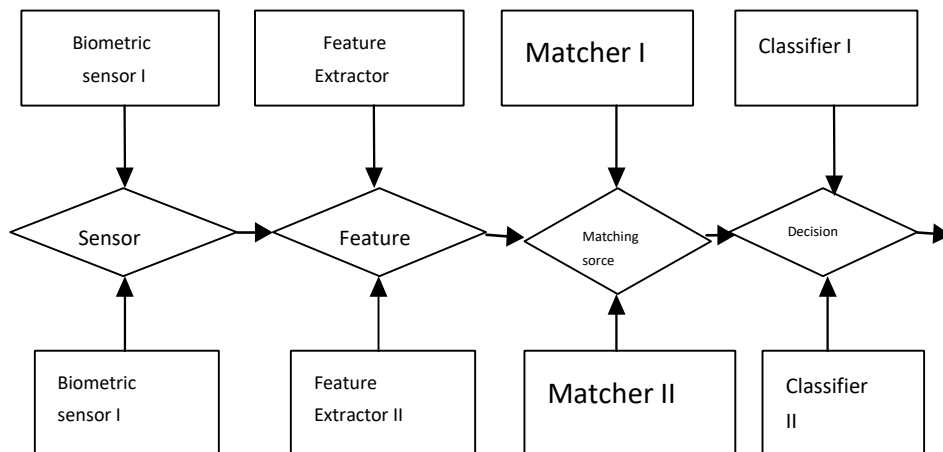 Biometric
sensor I
Feature
Extractor
Matcher I
Classifier I
Sensor
Feature
Matching
sorce
Decision
Biometric
sensor I
Feature
Extractor II
Matcher II
Classifier
II